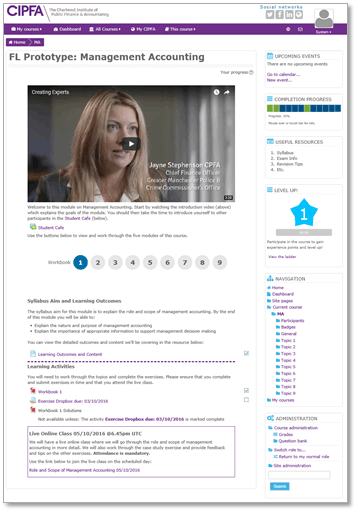 CIPFA The Chartered Institute of
Public Finance & Accountancy
Social networks
My courses Dashboard All Courses My CIPFA This course
System
Home MA
FL Prototype: Management Accounting
Your progress
Creating Experts
Jayne Stephenson CPFA
Chief Finance Officer
Greater Manchester Police &
Crime Commissioner's Office
Welcome to this module on Management Accounting. Start by watching the introduction video (above)
which explains the goals of the module. You should then take the time to introduce yourself to other
participants in the Student Cafe (below).
Student Cafe
Use the buttons below to view and work through the five modules of this course.
Workbook 1 2 3 4 5 6 7 8 9
Syllabus Aim and Learning Outcomes
The syllabus aim for this module is to explain the role and scope of management accounting. By the end
of this module you will be able to:
• Explain the nature and purpose of management accounting
• Explain the importance of appropriate information to support management decision making
You can view the detailed outcomes and content we'll be covering in the resource below:
Learning Outcomes and Content
Learning Activities
You will need to work through the topics and complete the exercises. Please ensure that you complete
and submit exercises in time and that you attend the live class.
Workbook 1
Exercise Dropbox due: 03/10/2016
Workbook 1 Solutions
Not available unless: The activity Exercise Dropbox due: 03/10/2016 is marked complete
Live Online Class 05/10/2016 04.45pm UTC
We will have a live online class where we will go through the role and scope of management
accounting in more detail. We will also work through the case study exercise and provide feedback
and tips on the other exercises. Attendance is mandatory.
Use the link below to join the live class on the scheduled day:
Role and Scope of Management Accounting 05/10/2016
UPCOMING EVENTS
There are no upcoming events
Go to calendar...
New event...
COMPLETION PROGRESS
USEFUL RESOURCES
1. Syllabus
2. Exam Info
3. Revision Tips
4. Etc.
LEVEL UP!
1
Participate in the course to gain
experience points and level up!
View the ladder
NAVIGATION
Home
Dashboard
Site pages
Current course
MA
Participants
Badges
General
Topic 1
Topic 2
Topic 3
Topic 4
Topic 5
Topic 6
Topic 7
Topic 8
Topic 9
My courses
ADMINISTRATION
Course administration
Grades
Question bank
Switch role to...
Return to my normal role
Site administration
Search